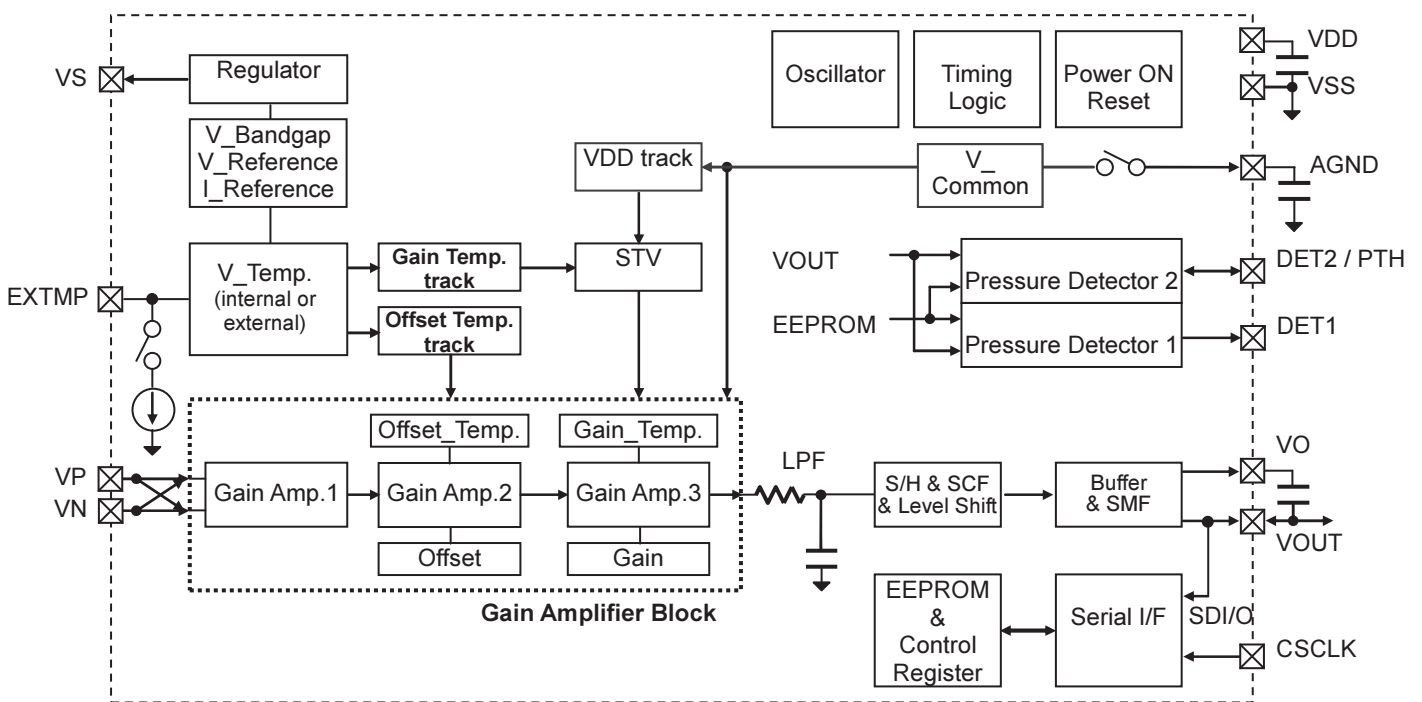 VS
Regulator
V_Bandgap
V_Reference
I_Reference
Oscillator
Timing
Logic
Power ON
Reset
VDD
VSS
VDD track
V_
Common
AGND
EXTMP
V_Temp.
(internal or
external)
Gain Temp.
track
Offset Temp.
track
STV
VOUT
EEPROM
Pressure Detector 2
Pressure Detector 1
DET2 / PTH
DET1
VP
VN
Gain Amp.1
Offset_Temp.
Gain Amp.2
Offset
Gain_Temp.
Gain Amp.3
Gain
Gain Amplifier Block
LPF
S/H & SCF
& Level Shift
Buffer
& SMF
VO
VOUT
EEPROM
&
Control
Register
Serial I/F
SDI/O
CSCLK